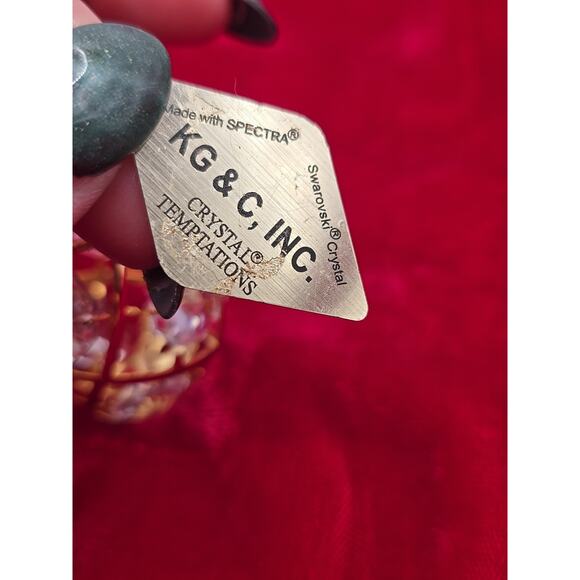 Made with SPECTRA®
Swarovski® Crystal
KG & C, INC.
CRYSTAL®
TEMPTATIONS